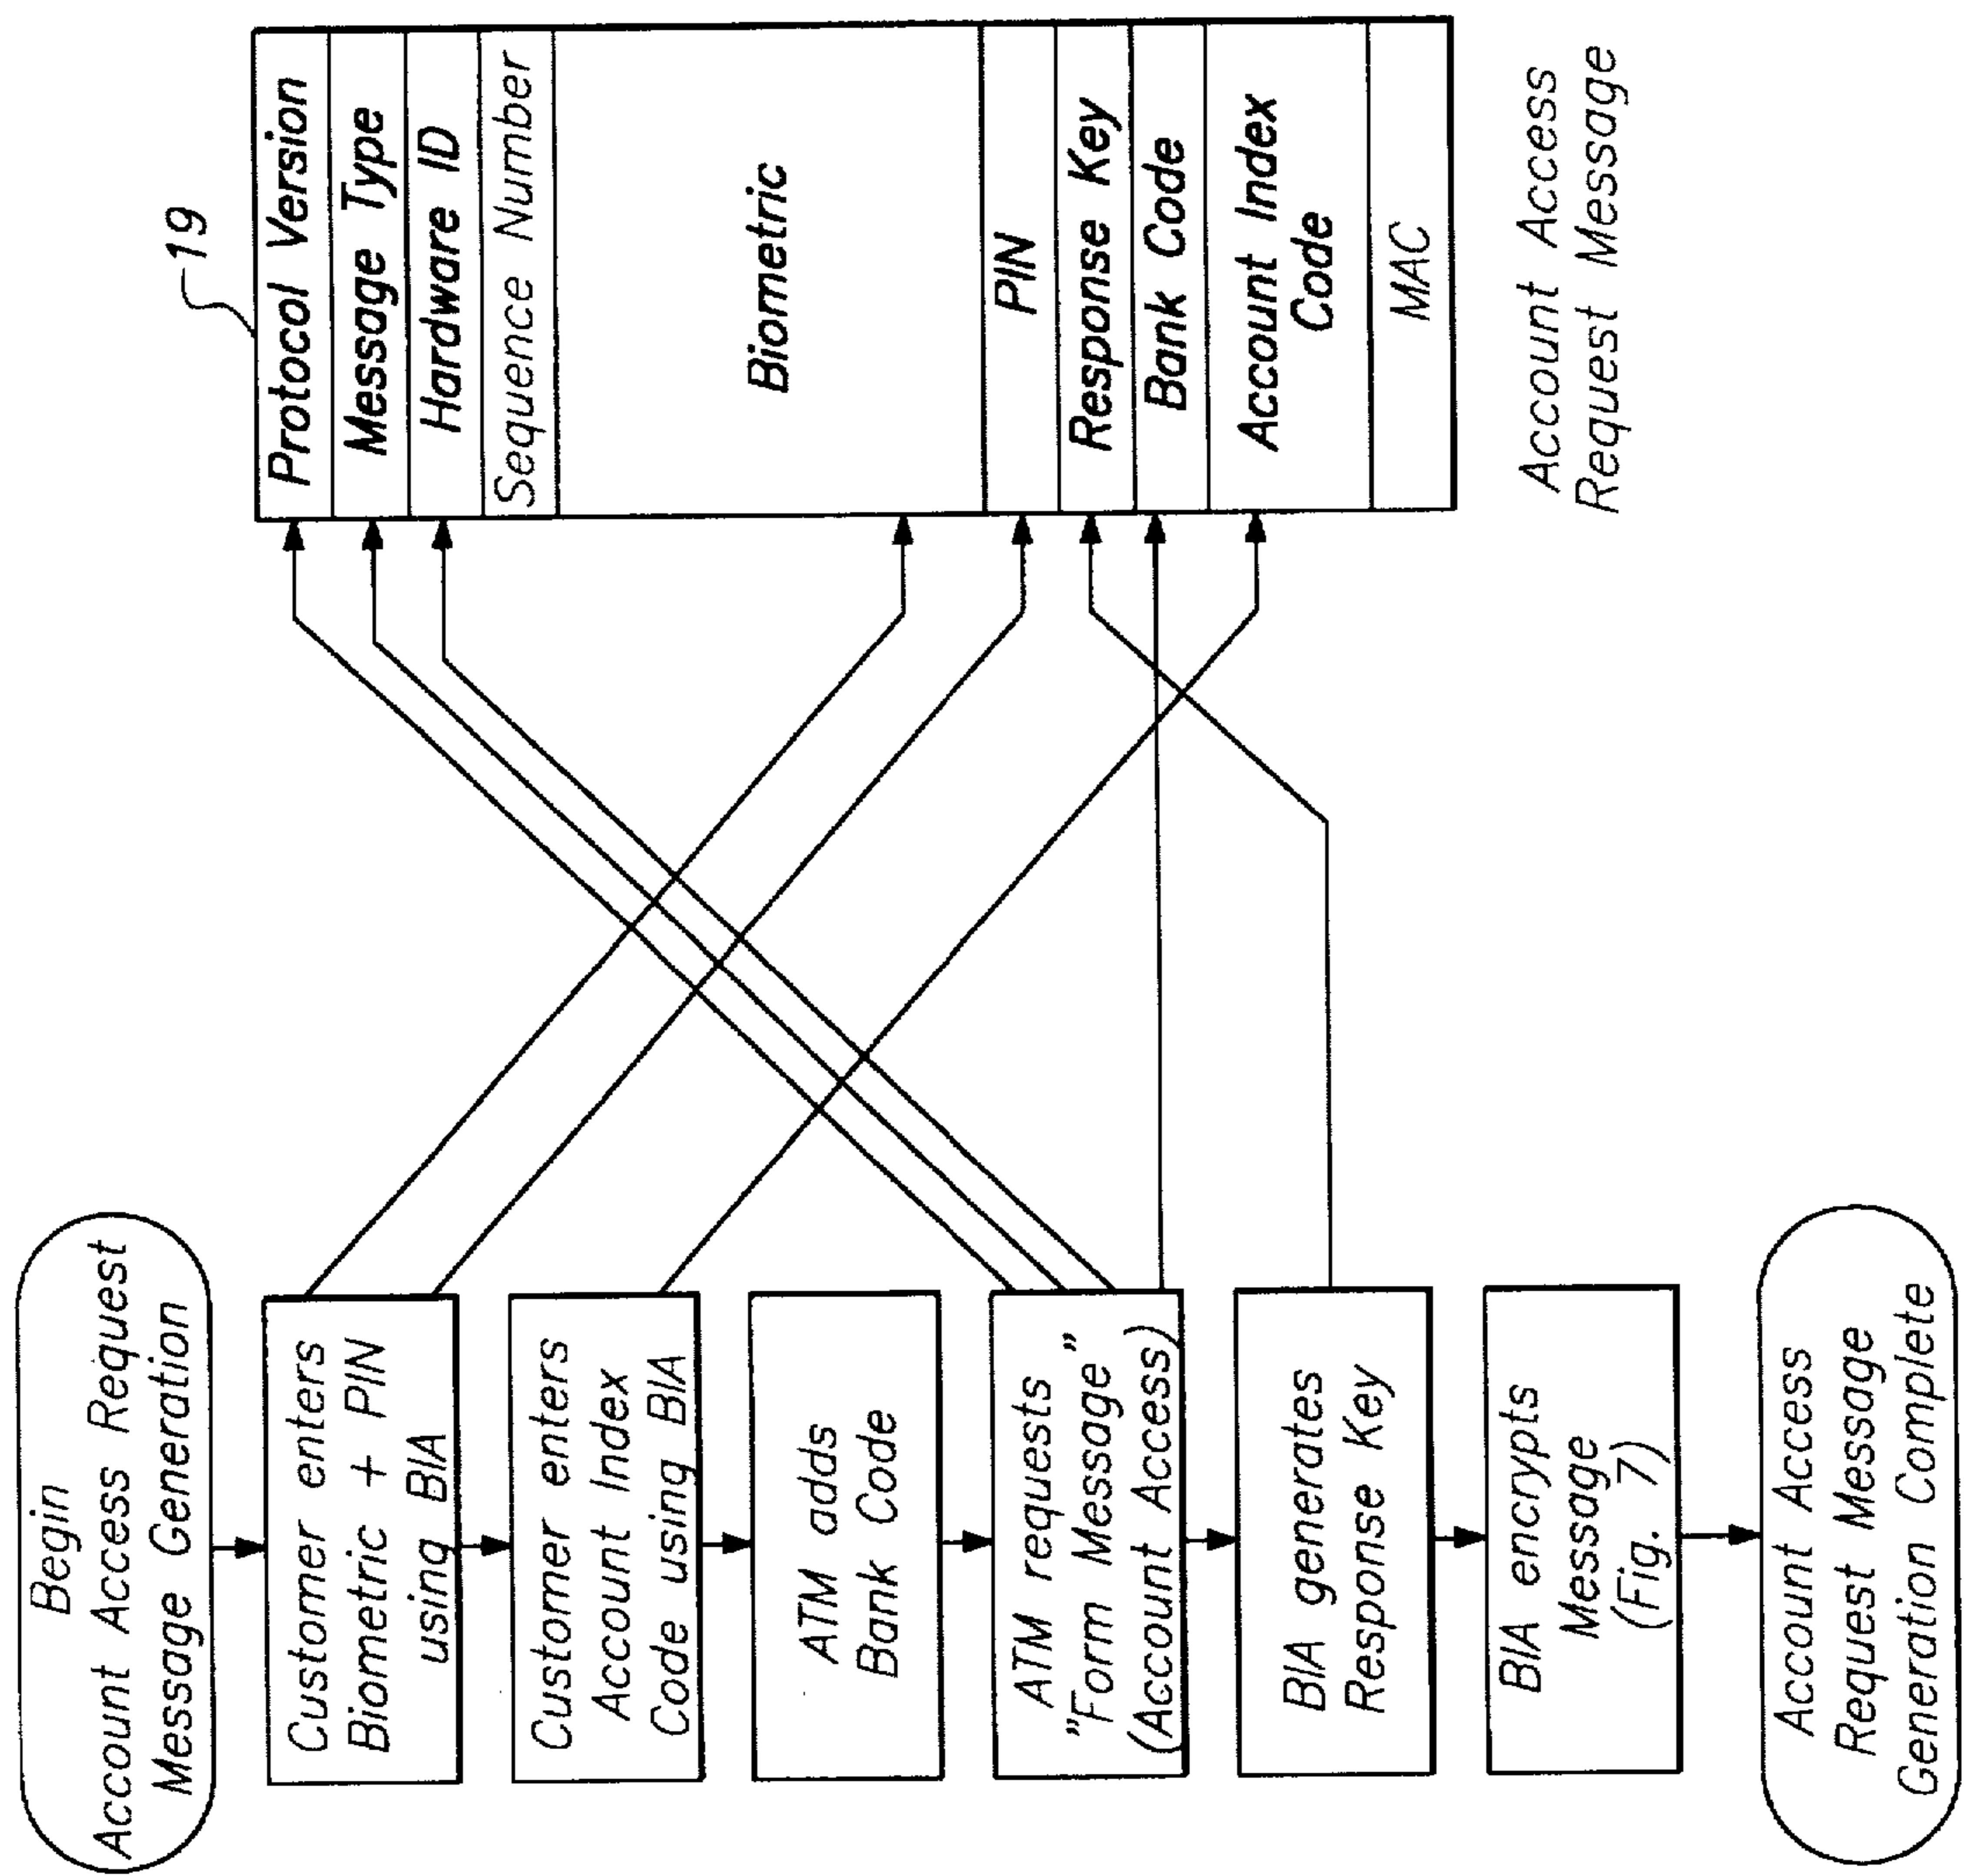 Begin
Account Access Request
Message Generation
Customer enters
Biometric + PIN
using BIA
Customer enters
Account Index
Code using BIA
ATM adds
Bank Code
ATM requests
"Form Message"
(Account Access)
BIA generates
Response Key
BIA encrypts
Message
(Fig. 7)
Account Access
Request Message
Generation Complete
19
Protocol Version
Message Type
Hardware ID
Sequence Number
Biometric
PIN
Response Key
Bank Code
Account Index
Code
MAC
Account Access
Request Message